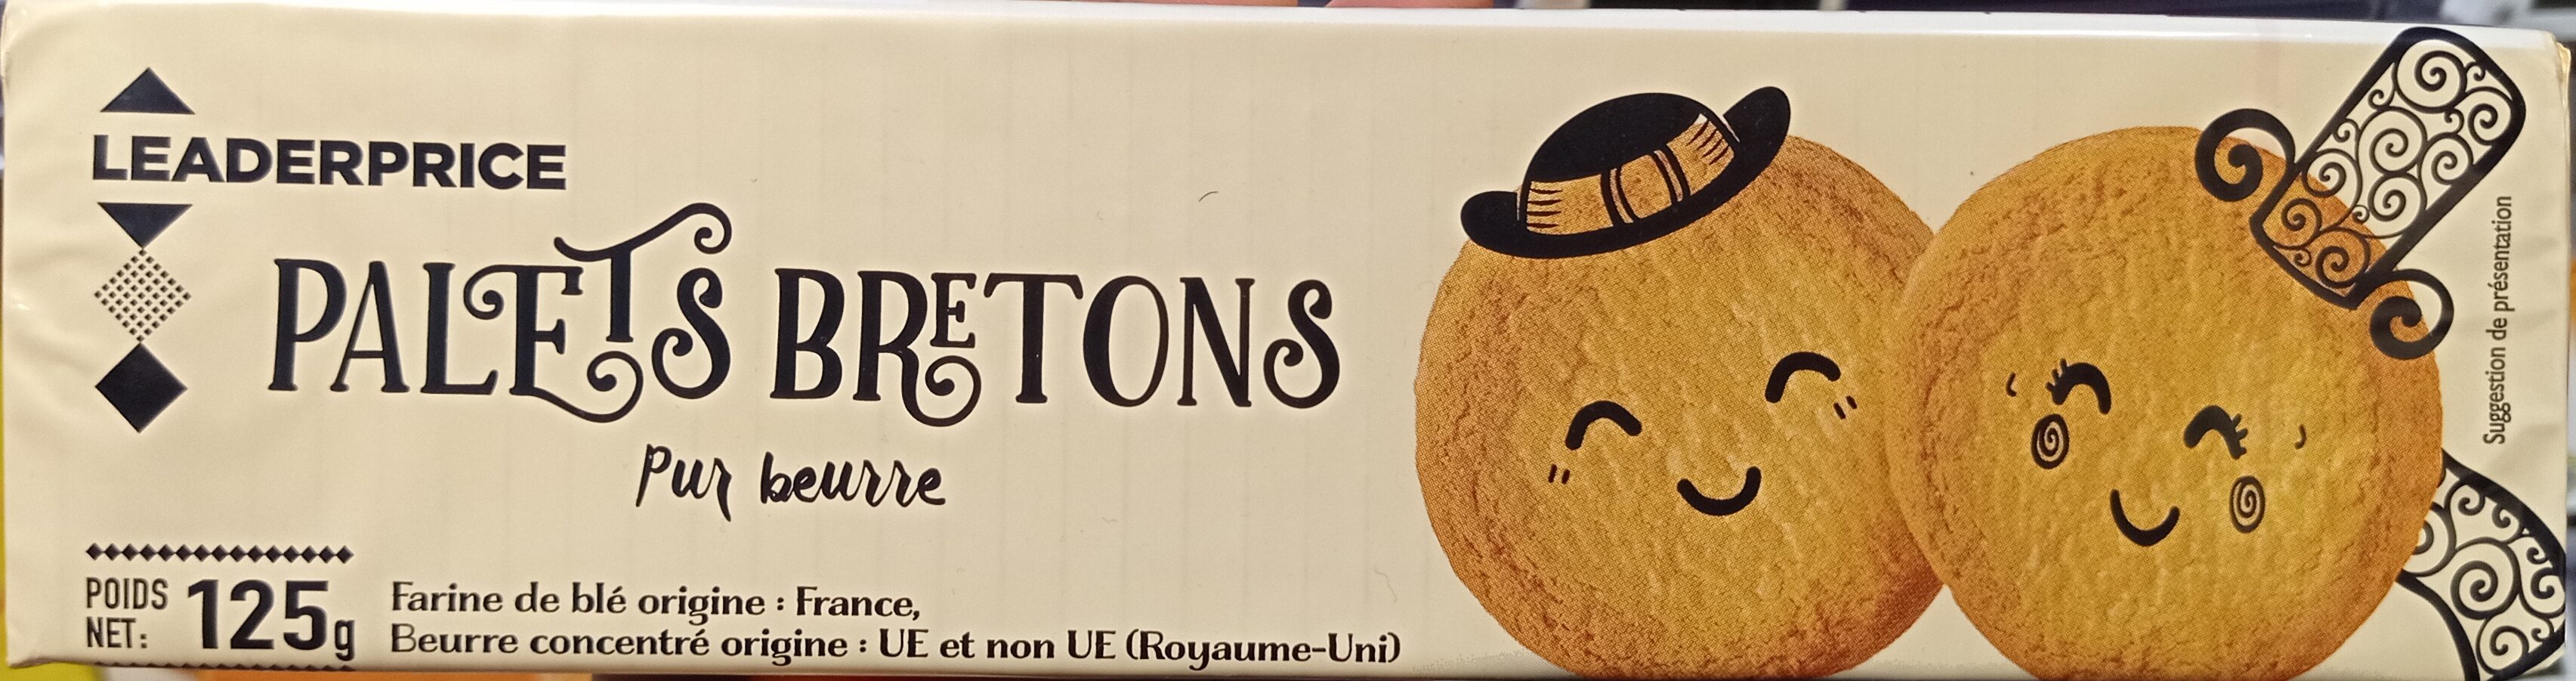 LEADERPRICE
PALETS BRETONS
Pur beurre
POIDS
NET: 125g
Farine de blé origine : France,
Beurre concentré origine : UE et non UE (Royaume-Uni)
Suggestion de présentation